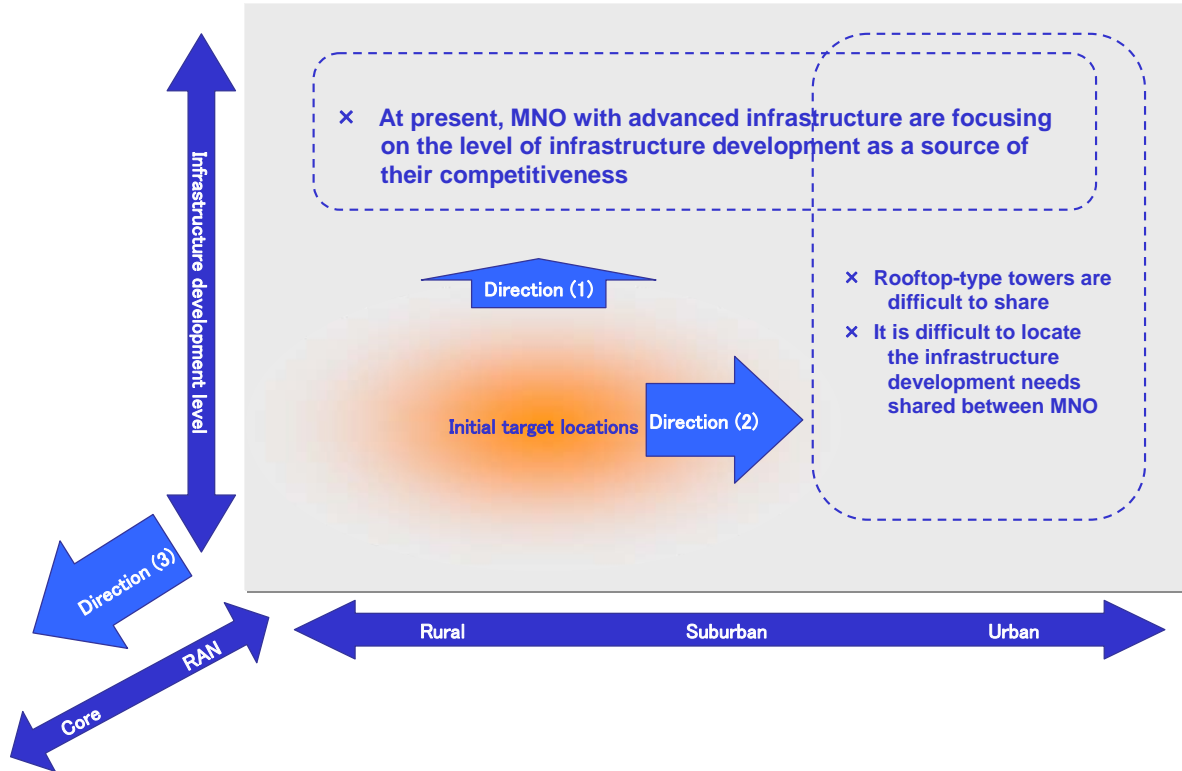 × At present, MNO with advanced infrastructure are focusing
on the level of infrastructure development as a source of
their competitiveness
Infrastructure development level
Direction (1)
× Rooftop-type towers are
difficult to share
× It is difficult to locate
the infrastructure
development needs
shared between MNO
Initial target locations
Direction (2)
Direction (3)
Rural Suburban Urban
RAN
Core